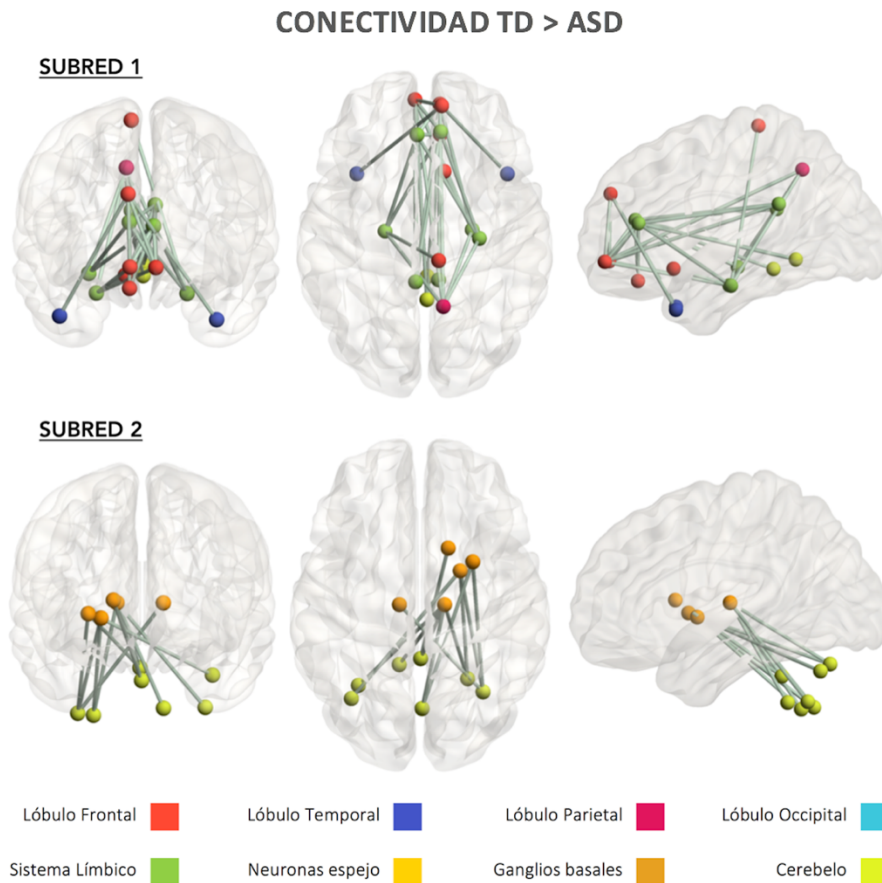 CONECTIVIDAD TD > ASD
SUBRED 1
SUBRED 2
Lóbulo Frontal
Lóbulo Temporal
Lóbulo Parietal
Lóbulo Occipital
Sistema Límbico
Neuronas espejo
Ganglios basales
Cerebelo